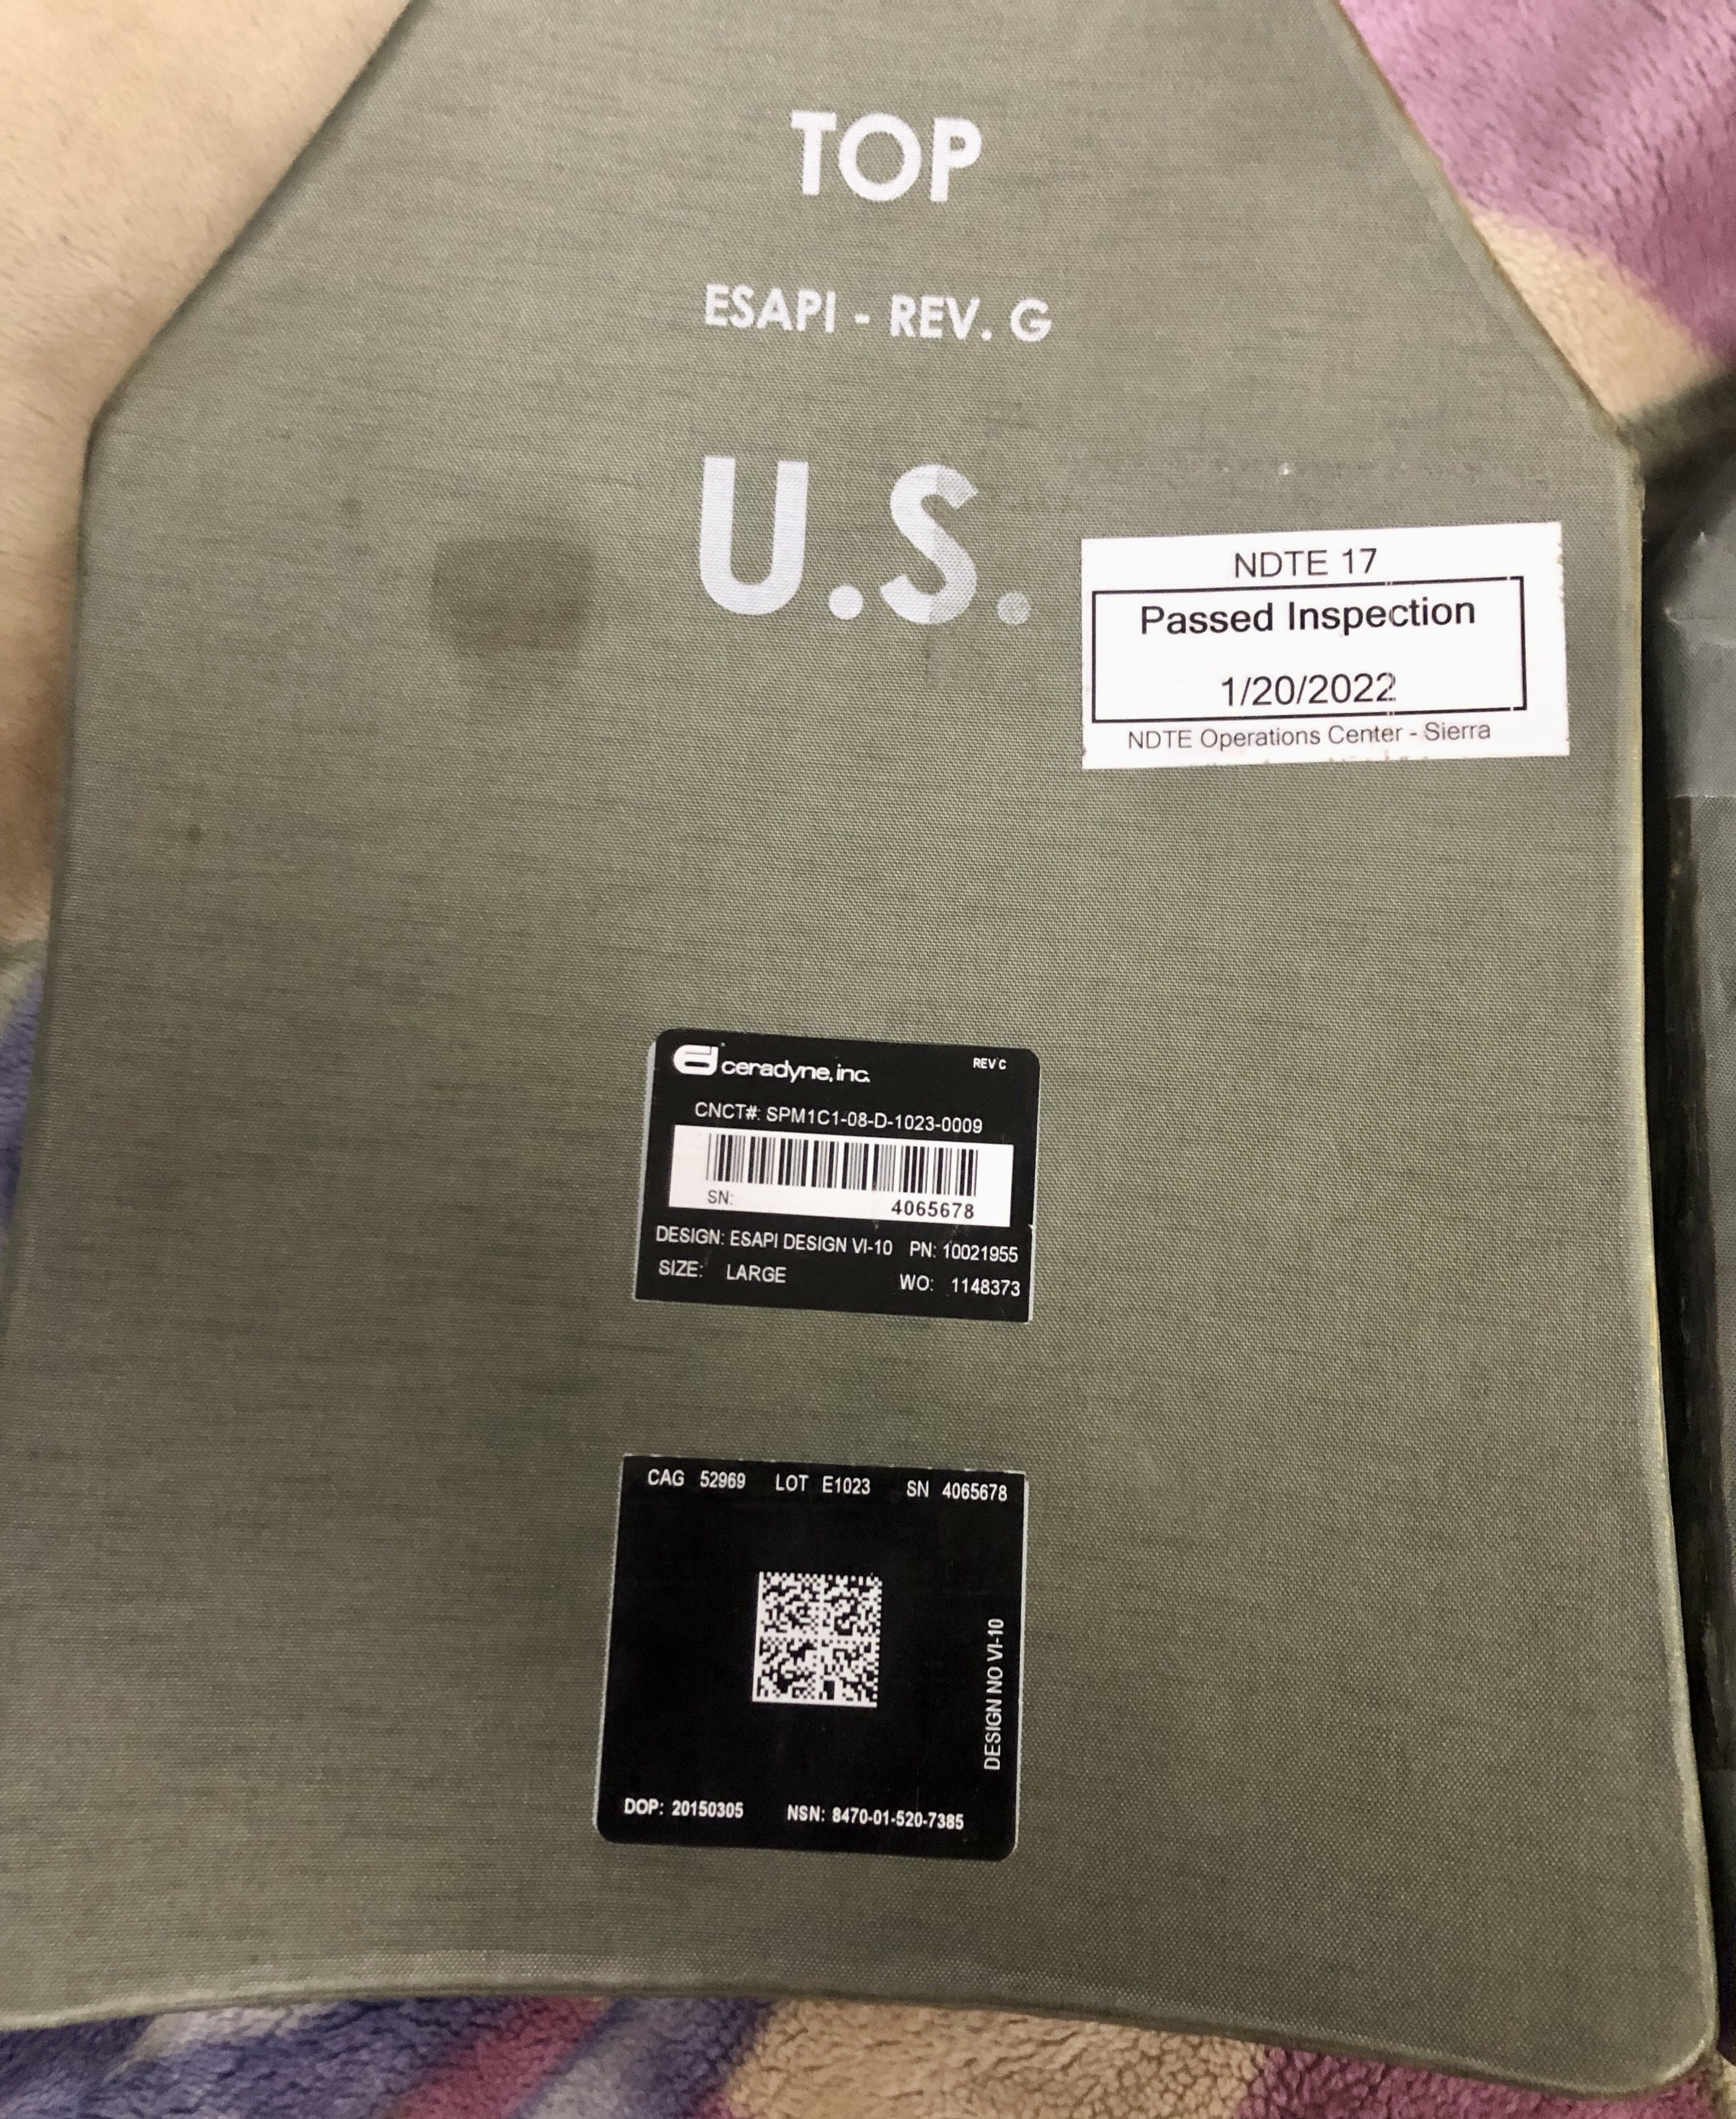 TOP
ESAPI - REV. G
U.S.
NDTE 17
Passed Inspection
1/20/2022
NDTE Operations Center - Sierra
ceradyne, inc. REV C
CNCT#: SPM1C1-08-D-1023-0009
SN: 4065678
DESIGN: ESAPI DESIGN VI-10 PN: 10021955
SIZE: LARGE WO: 1148373
CAG 52969 LOT E1023 SN 4065678
DESIGN NO VI-10
DOP: 20150305 NSN: 8470-01-520-7385